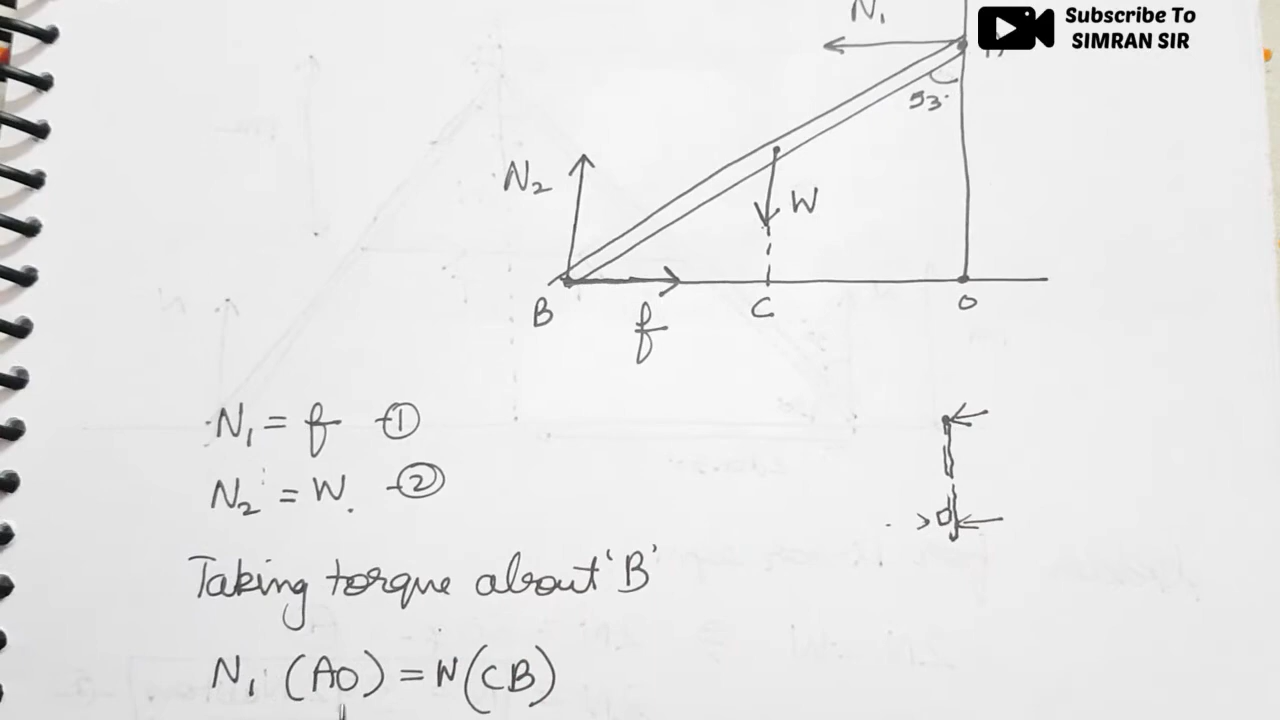 Subscribe To
SIMRAN SIR
N₁
53°
N₂
W
B
C
O
f
N₁ = f -①
N₂ = W. -②
Taking torque about 'B'
N₁ (AO) = W(CB)